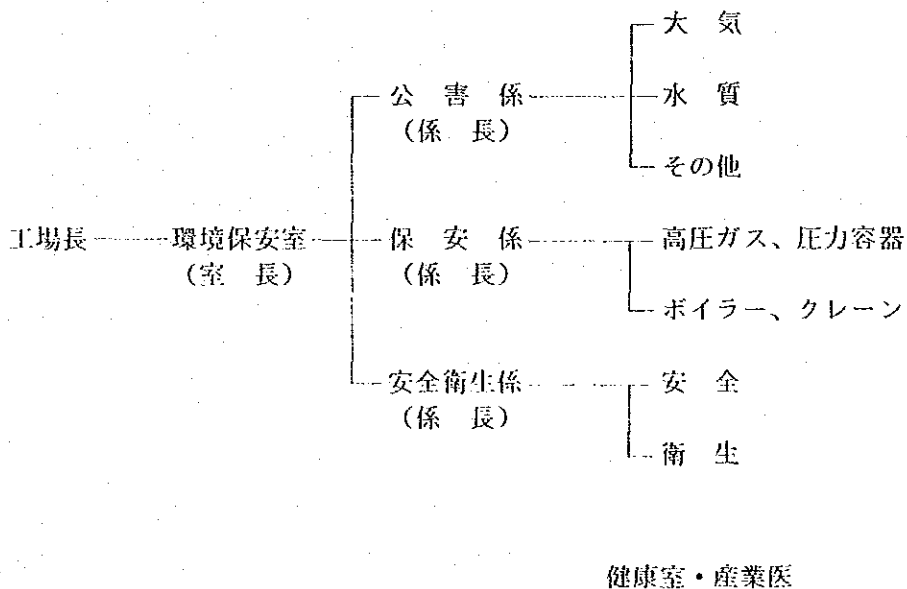 大 気
公 害 係
水 質
(係 長)
その他
工場長
環境保安室
保 安 係
高圧ガス、圧力容器
(室 長)
(係 長)
ボイラー、クレーン
安全衛生係
安 全
(係 長)
衛 生
健康室・産業医